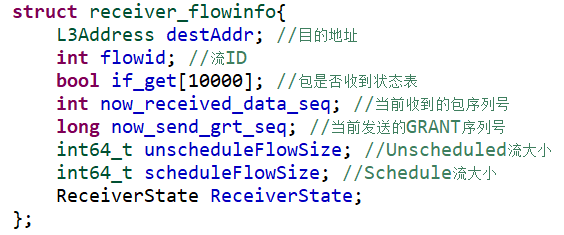 struct receiver_flowinfo{
L3Address destAddr; //目的地址
int flowid; //流ID
bool if_get[10000]; //包是否收到状态表
int now_received_data_seq; //当前收到的包序列号
long now_send_grt_seq; //当前发送的GRANT序列号
int64_t unscheduleFlowSize; //Unscheduled流大小
int64_t scheduleFlowSize; //Schedule流大小
ReceiverState ReceiverState;
};